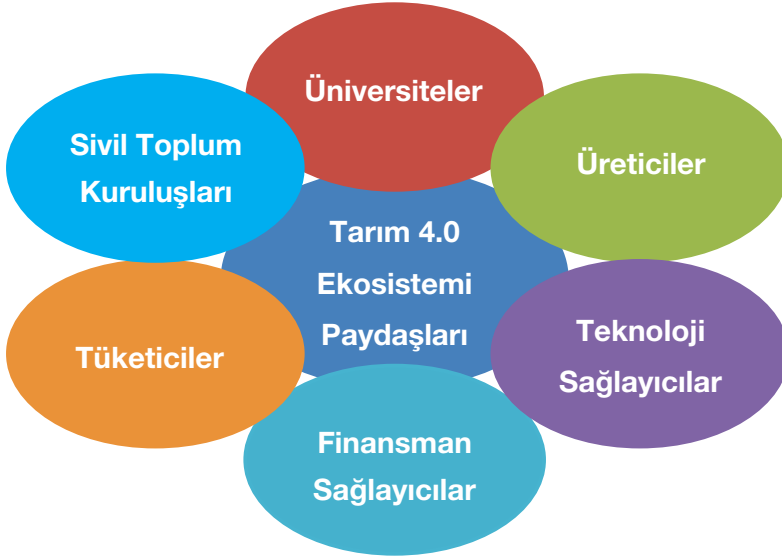 Üniversiteler
Sivil Toplum
Kuruluşları
Üreticiler
Tarım 4.0
Ekosistemi
Paydaşları
Tüketiciler
Teknoloji
Sağlayıcılar
Finansman
Sağlayıcılar